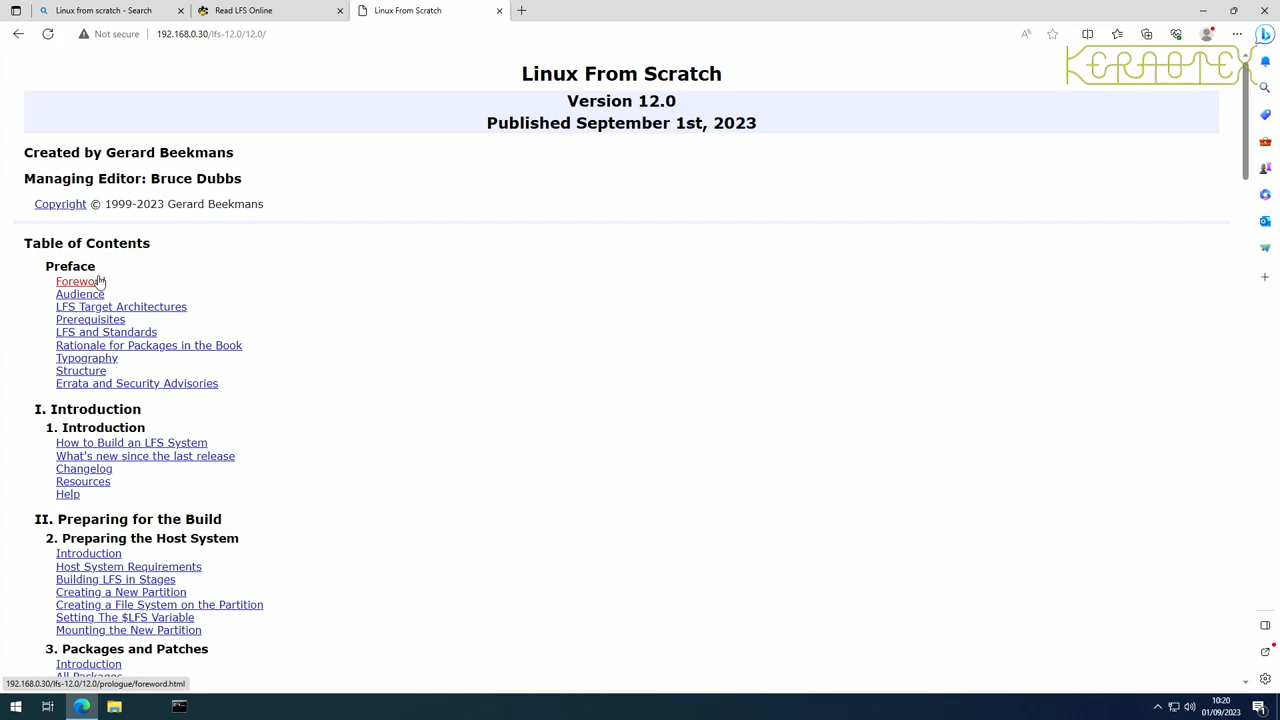 Linux from scratch - Search
Read LFS Online
Linux From Scratch
Not secure
192.168.0.30/lfs-12.0/12.0/
KERAOTEX
Linux From Scratch
Version 12.0
Published September 1st, 2023
Created by Gerard Beekmans
Managing Editor: Bruce Dubbs
Copyright © 1999-2023 Gerard Beekmans
Table of Contents
Preface
Foreword
Audience
LFS Target Architectures
Prerequisites
LFS and Standards
Rationale for Packages in the Book
Typography
Structure
Errata and Security Advisories
I. Introduction
1. Introduction
How to Build an LFS System
What's new since the last release
Changelog
Resources
Help
II. Preparing for the Build
2. Preparing the Host System
Introduction
Host System Requirements
Building LFS in Stages
Creating a New Partition
Creating a File System on the Partition
Setting The $LFS Variable
Mounting the New Partition
3. Packages and Patches
Introduction
All Packages
192.168.0.30/lfs-12.0/12.0/prologue/foreword.html
10:20
01/09/2023